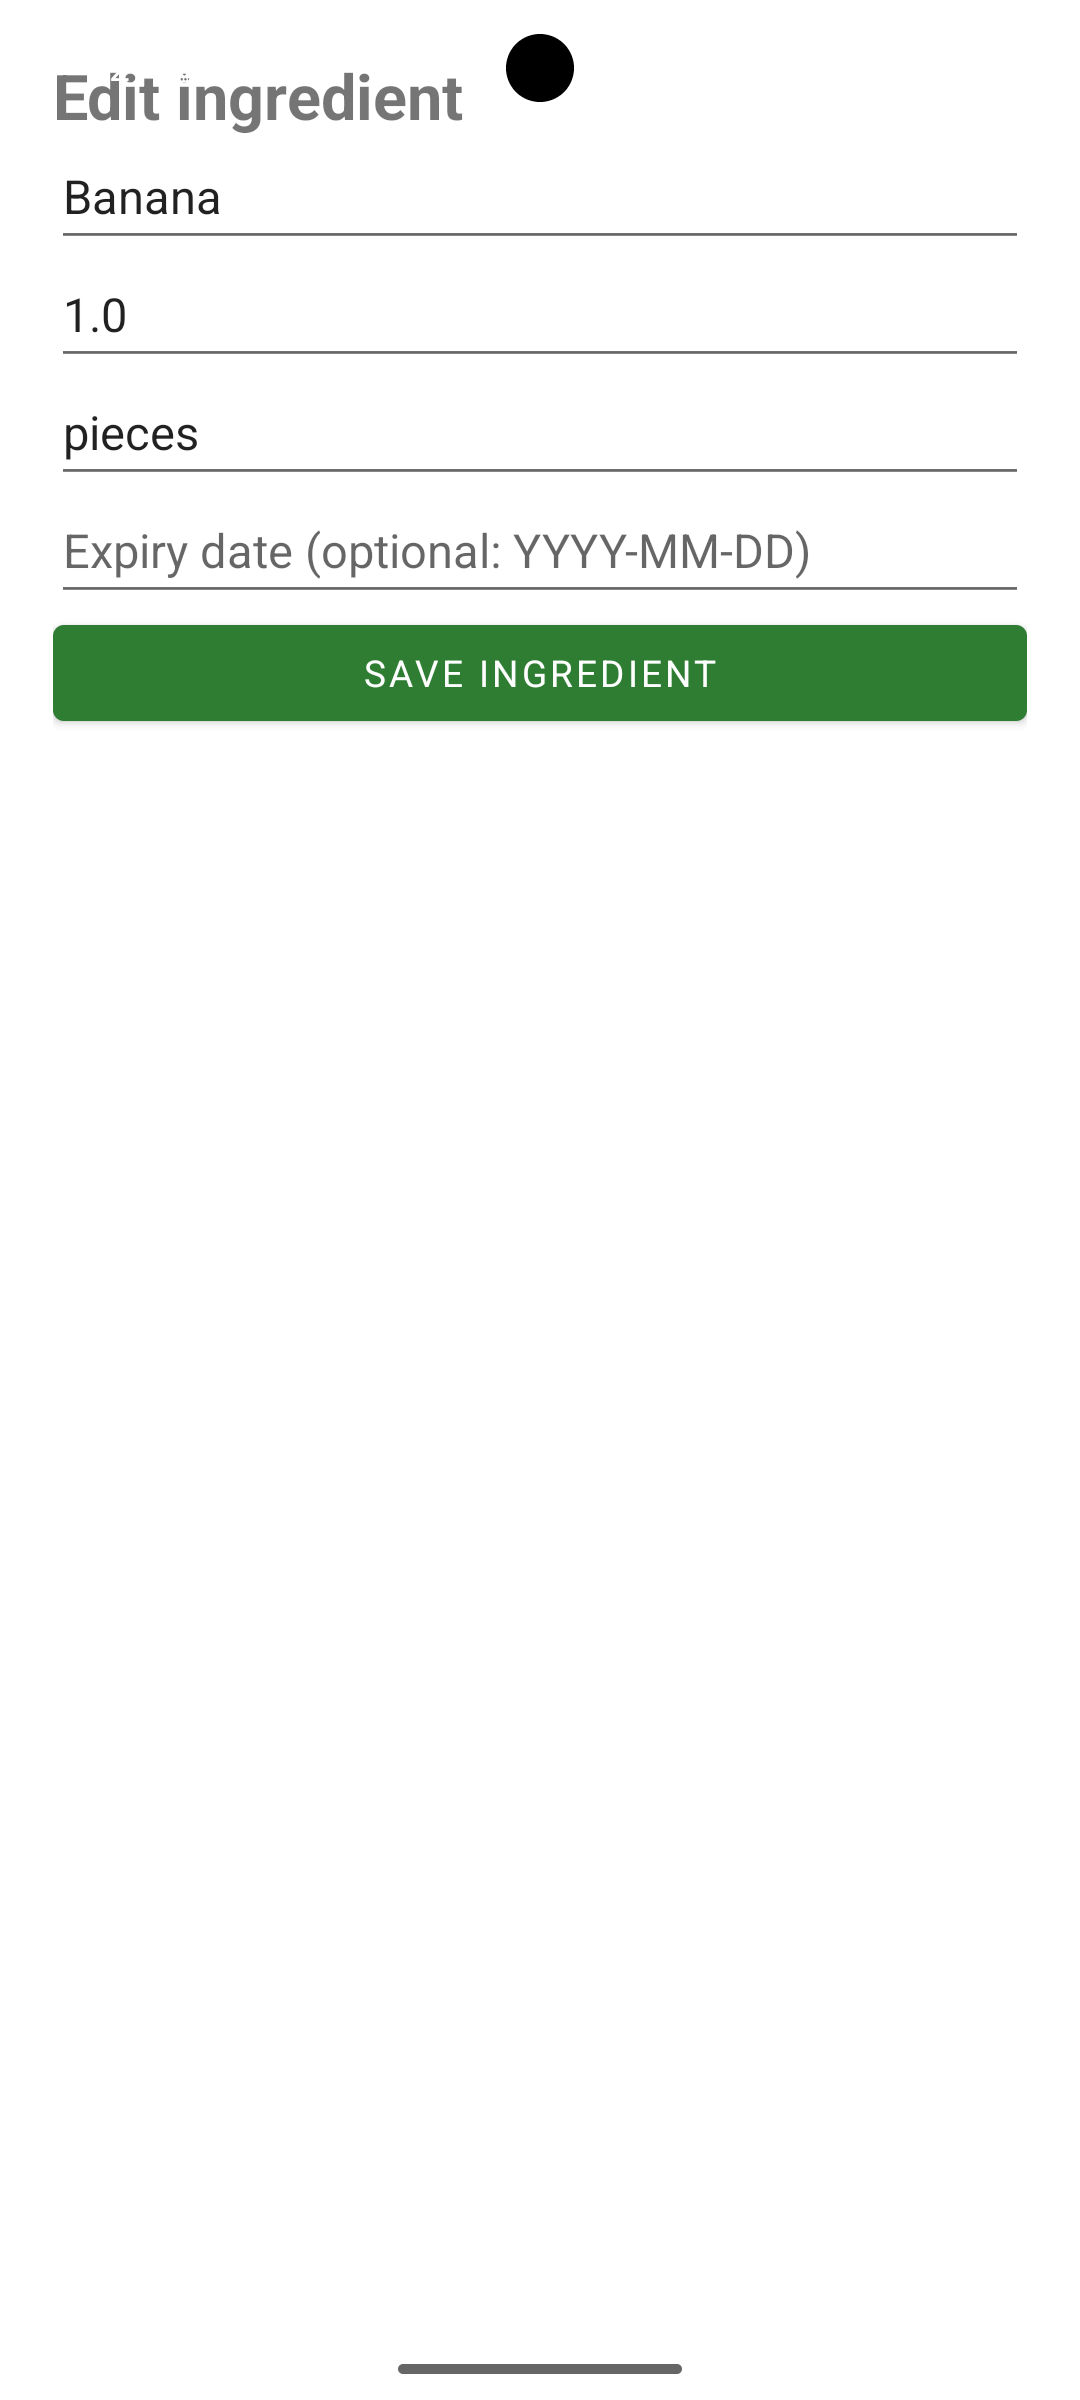 Edit ingredient
Banana
1.0
pieces
Expiry date (optional: YYYY-MM-DD)
SAVE INGREDIENT